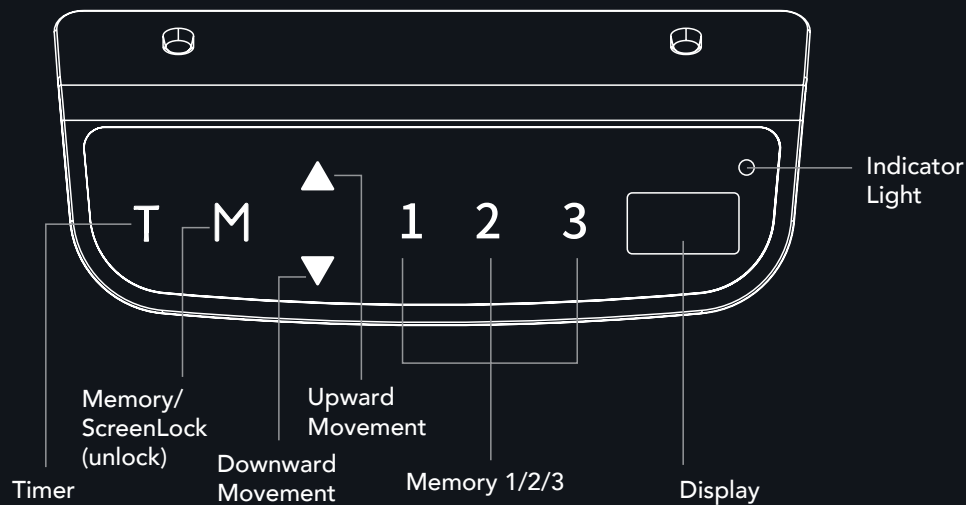 T M 1 2 3
Indicator
Light
Memory/
ScreenLock
(unlock)
Upward
Movement
Timer
Downward
Movement
Memory 1/2/3
Display